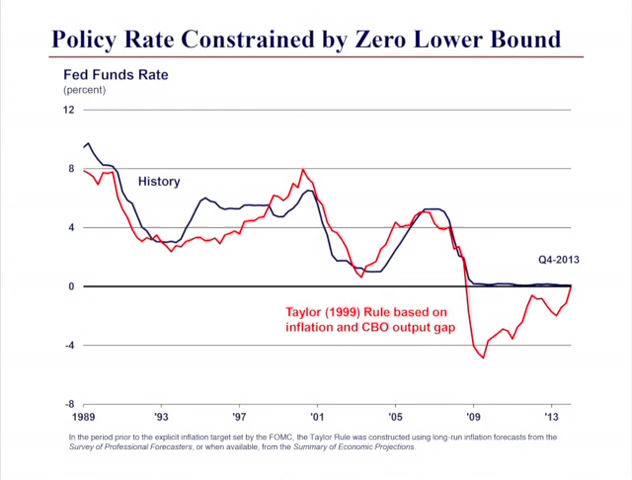 Policy Rate Constrained by Zero Lower Bound
Fed Funds Rate
(percent)
12
8
History
4
Q4-2013
0
Taylor (1999) Rule based on
inflation and CBO output gap
-4
-8
1989 '93 '97 '01 '05 '09 '13
In the period prior to the explicit inflation target set by the FOMC, the Taylor Rule was constructed using long-run inflation forecasts from the
Survey of Professional Forecasters, or when available, from the Summary of Economic Projections.